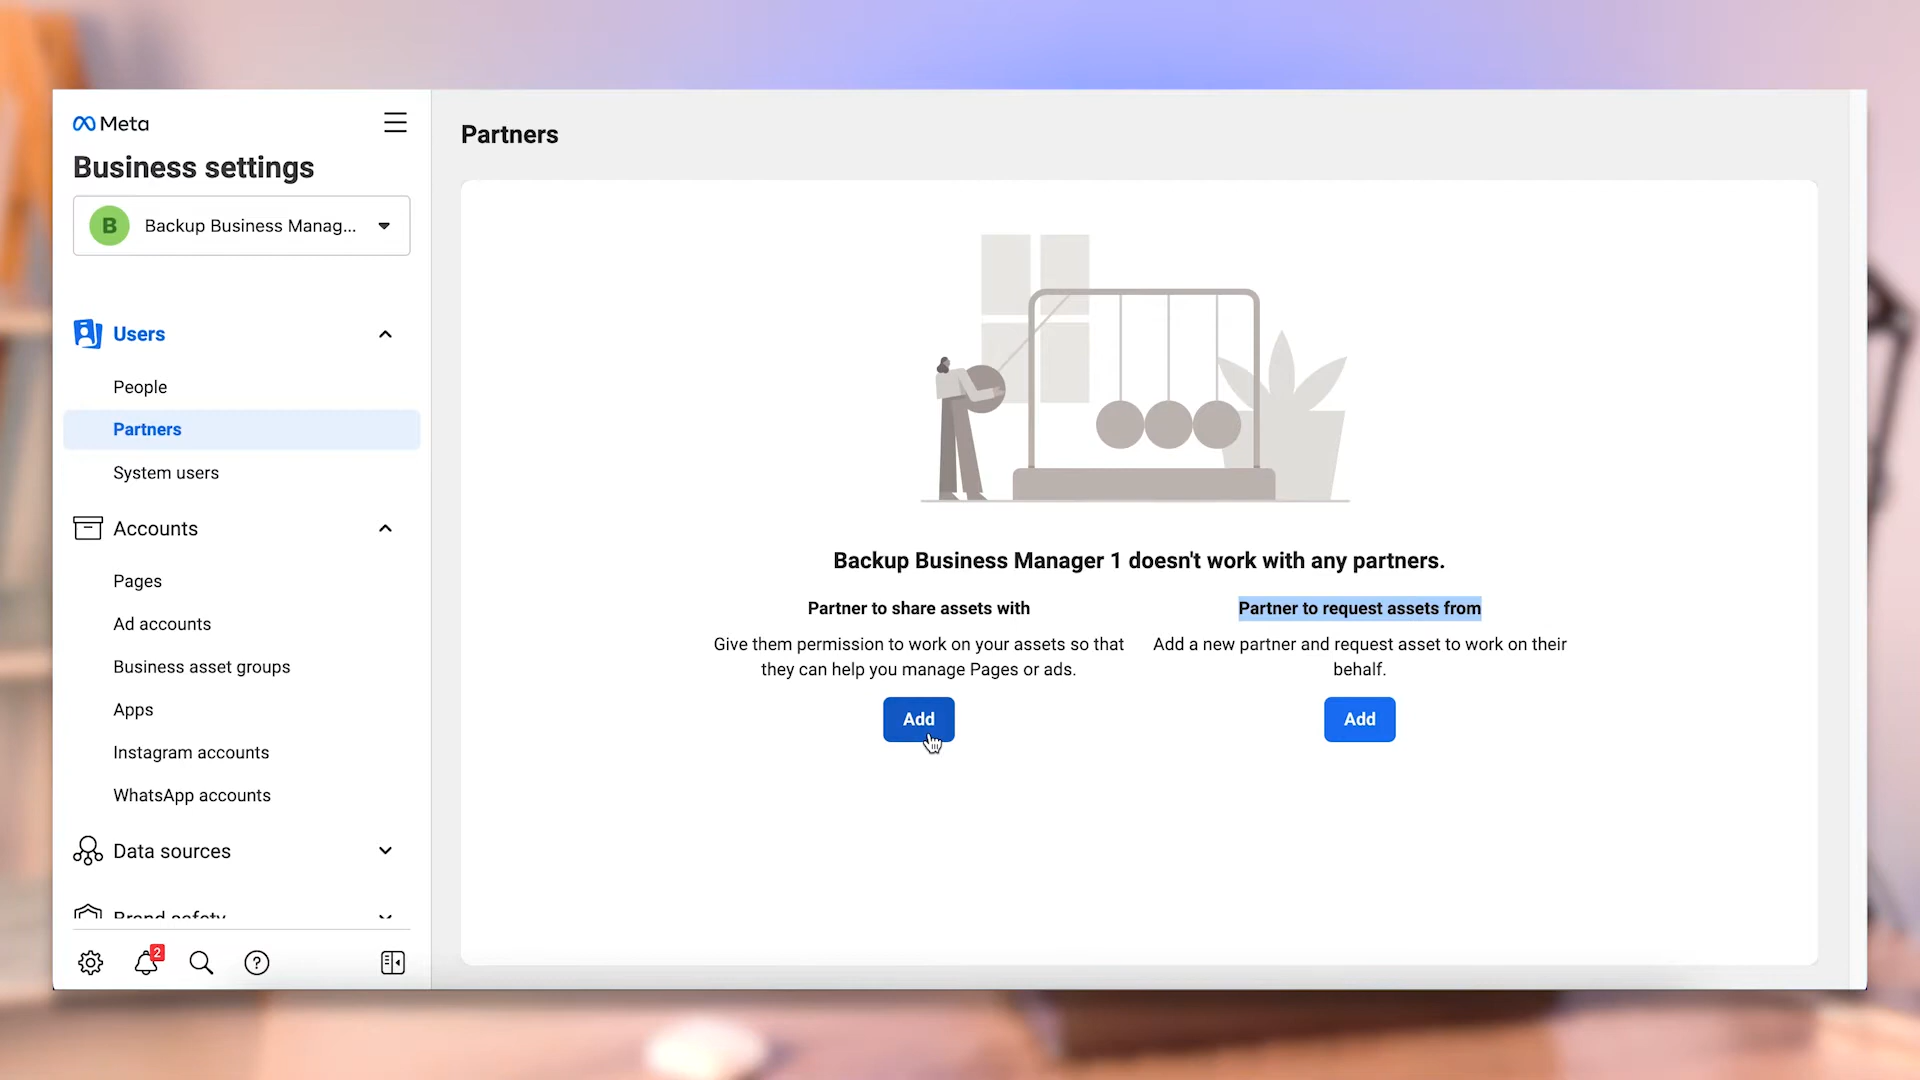 Meta
Business settings
B
Backup Business Manag...
Users
People
Partners
System users
Accounts
Pages
Ad accounts
Business asset groups
Apps
Instagram accounts
WhatsApp accounts
Data sources
Brand safety
2
Partners
Backup Business Manager 1 doesn't work with any partners.
Partner to share assets with
Give them permission to work on your assets so that
they can help you manage Pages or ads.
Add
Partner to request assets from
Add a new partner and request asset to work on their
behalf.
Add